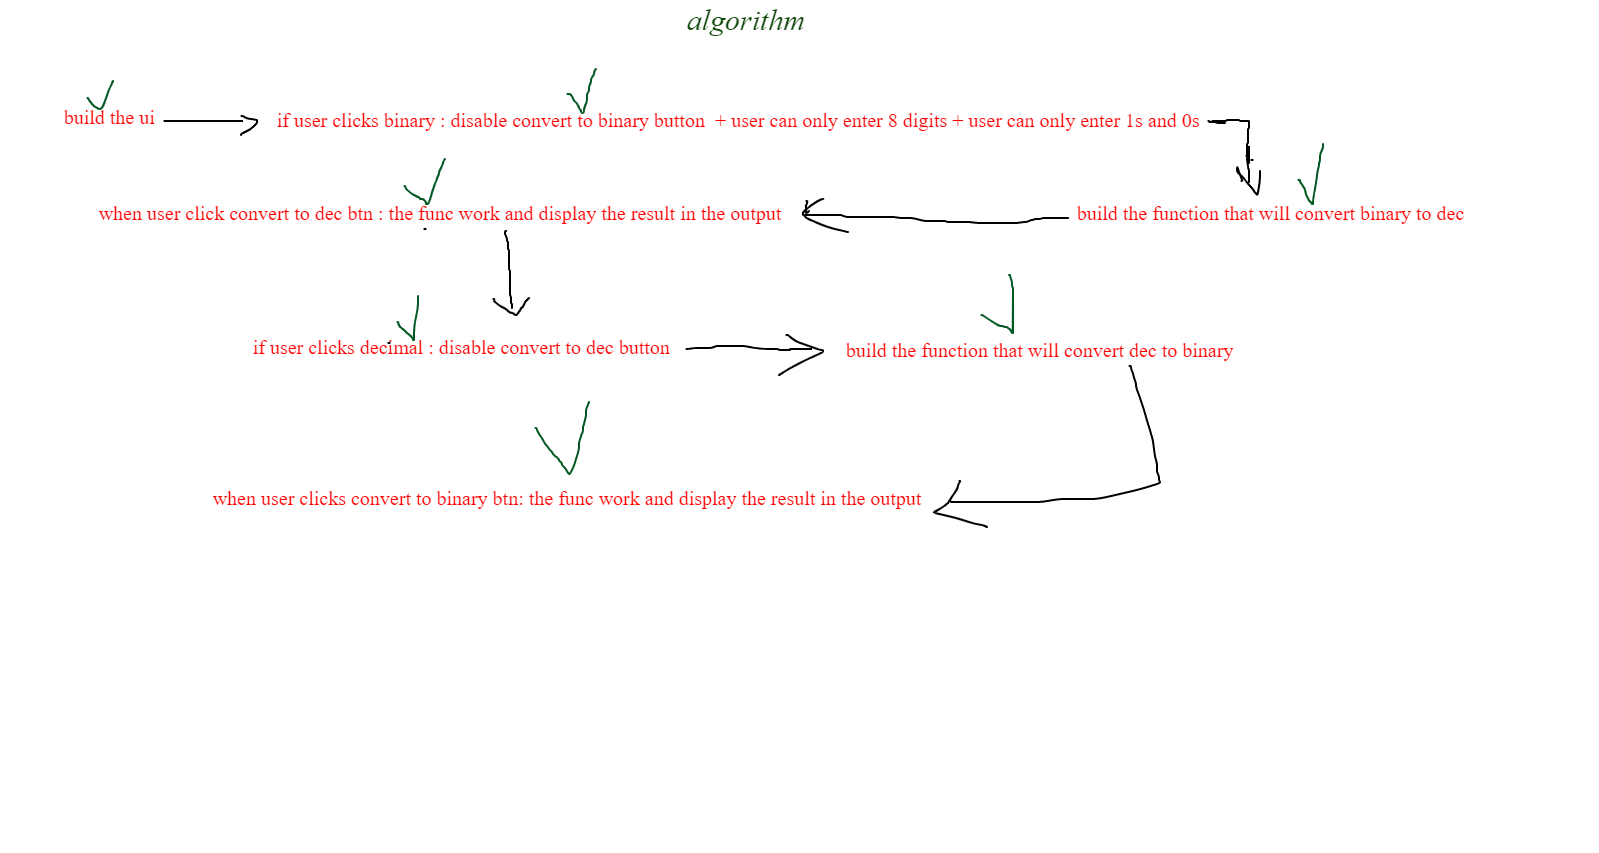 algorithm
build the ui
if user clicks binary : disable convert to binary button + user can only enter 8 digits + user can only enter 1s and 0s
build the function that will convert binary to dec
when user click convert to dec btn : the func work and display the result in the output
if user clicks decimal : disable convert to dec button
build the function that will convert dec to binary
when user clicks convert to binary btn: the func work and display the result in the output